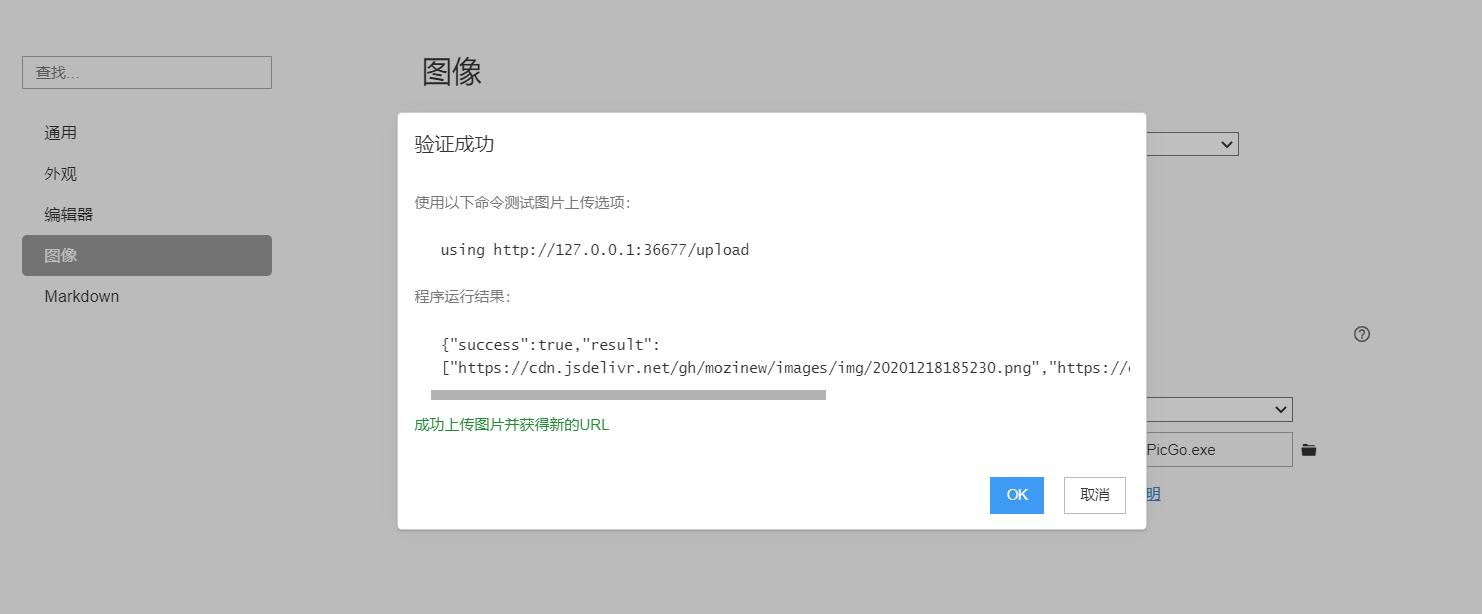 查找...
图像
通用
外观
编辑器
图像
Markdown
验证成功
使用以下命令测试图片上传选项:
using http://127.0.0.1:36677/upload
程序运行结果:
{"success":true,"result":
["https://cdn.jsdelivr.net/gh/mozinew/images/img/20201218185230.png","https://
成功上传图片并获得新的URL
PicGo.exe
明
OK
取消